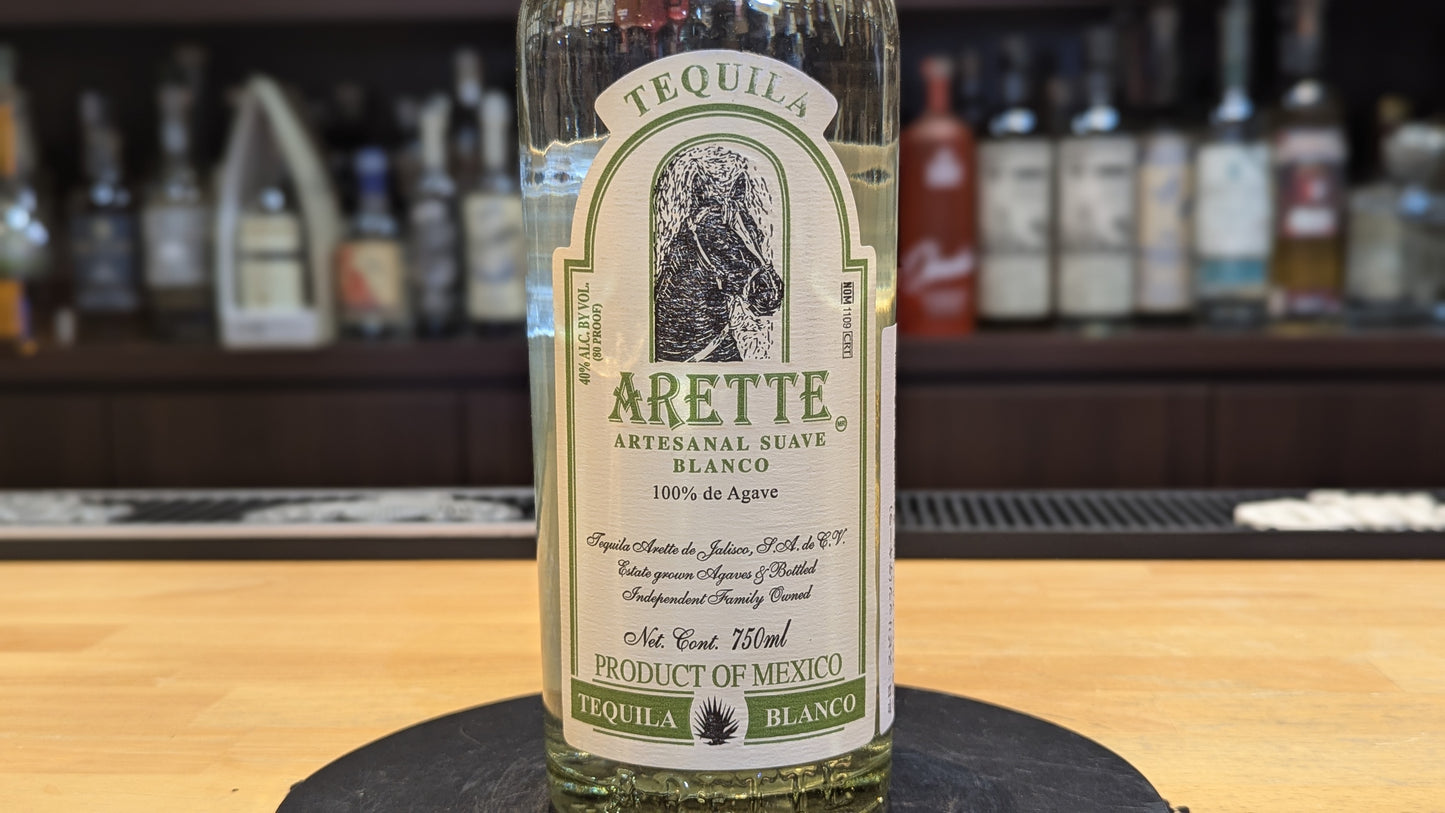 TEQUILA
40% ALC. BY VOL.
(80 PROOF)
NOM 1109 CRT
ARETTE MR
ARTESANAL SUAVE
BLANCO
100% de Agave
Tequila Arette de Jalisco, S.A. de C.V.
Estate grown Agaves & Bottled
Independent Family Owned
Net. Cont. 750ml
PRODUCT OF MEXICO
TEQUILA BLANCO